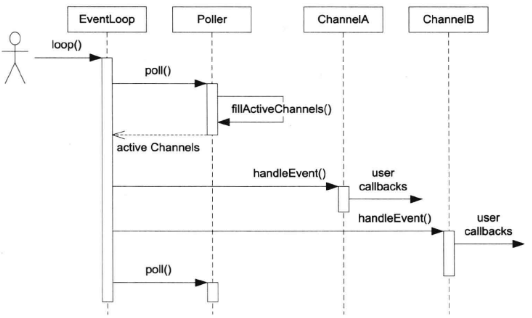 EventLoop
Poller
ChannelA
ChannelB
loop()
poll()
fillActiveChannels()
active Channels
handleEvent()
user
callbacks
handleEvent()
user
callbacks
poll()